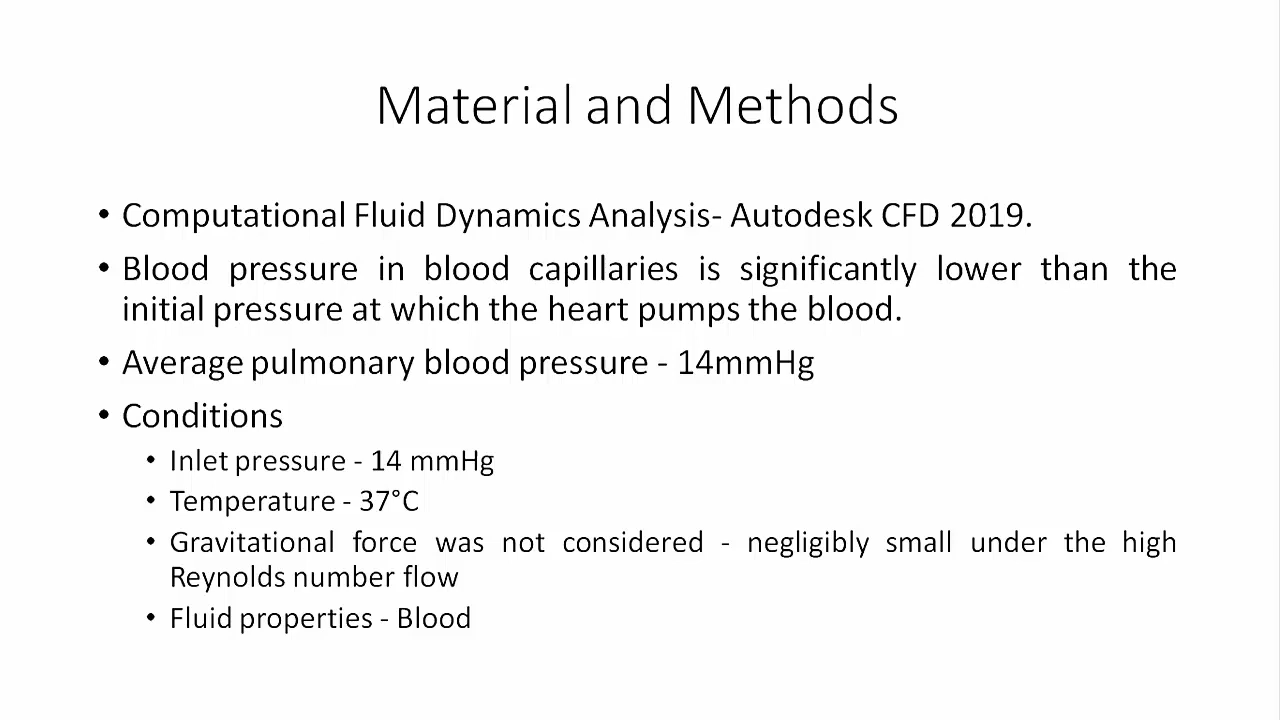 Material and Methods
• Computational Fluid Dynamics Analysis- Autodesk CFD 2019.
• Blood pressure in blood capillaries is significantly lower than the
initial pressure at which the heart pumps the blood.
• Average pulmonary blood pressure - 14mmHg
• Conditions
• Inlet pressure - 14 mmHg
• Temperature - 37°C
• Gravitational force was not considered - negligibly small under the high
Reynolds number flow
• Fluid properties - Blood